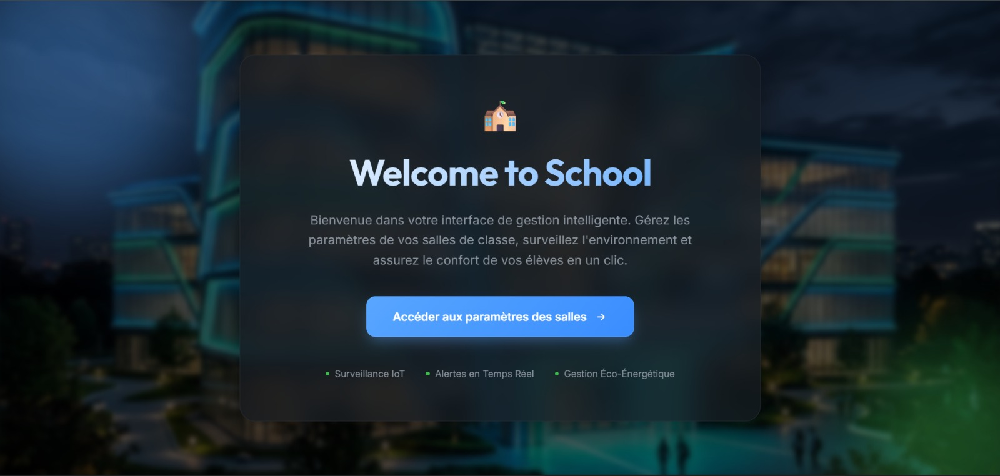 Welcome to School
Bienvenue dans votre interface de gestion intelligente. Gérez les
paramètres de vos salles de classe, surveillez l'environnement et
assurez le confort de vos élèves en un clic.
Accéder aux paramètres des salles →
• Surveillance IoT • Alertes en Temps Réel • Gestion Éco-Énergétique